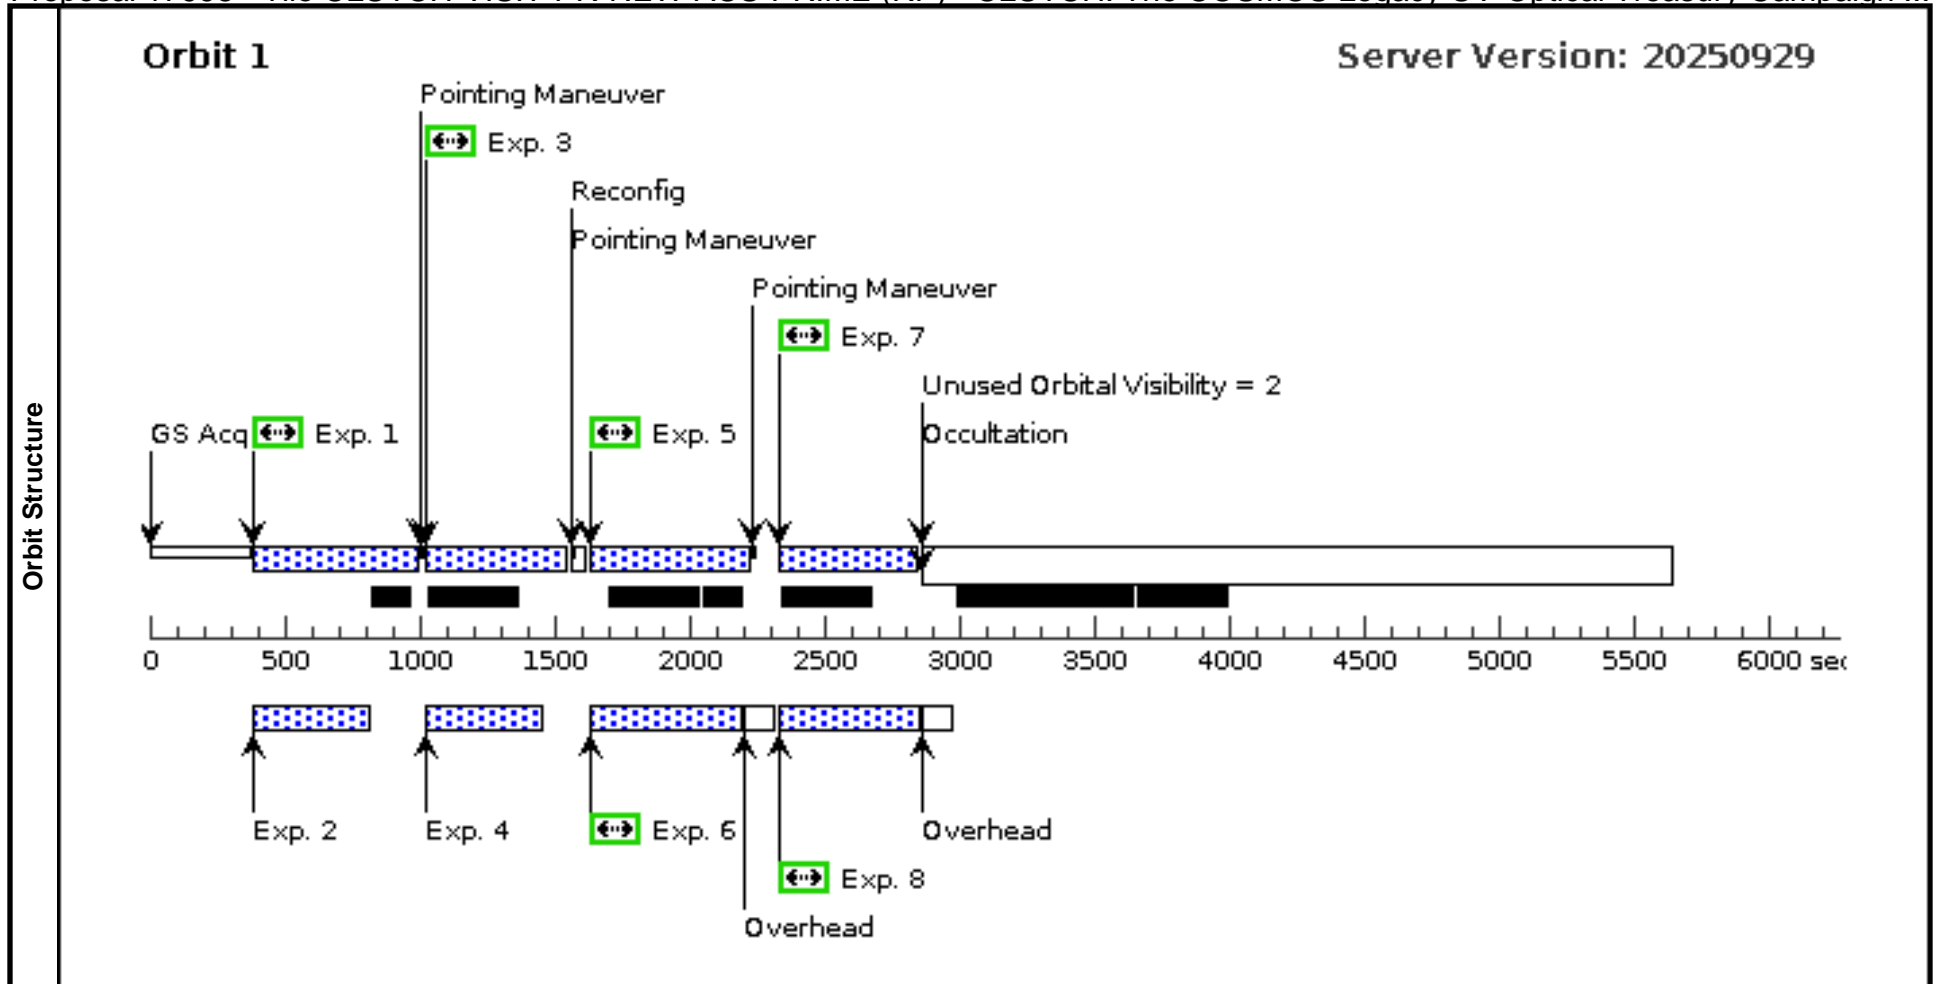 Orbit 1
Server Version: 20250929
Pointing Maneuver
Exp. 3
Reconfig
Pointing Maneuver
Pointing Maneuver
Exp. 7
Unused Orbital Visibility = 2
GS Acq Exp. 1
Exp. 5
Occultation
Orbit Structure
0 500 1000 1500 2000 2500 3000 3500 4000 4500 5000 5500 6000 sec
Exp. 2
Exp. 4
Exp. 6
Overhead
Exp. 8
Overhead